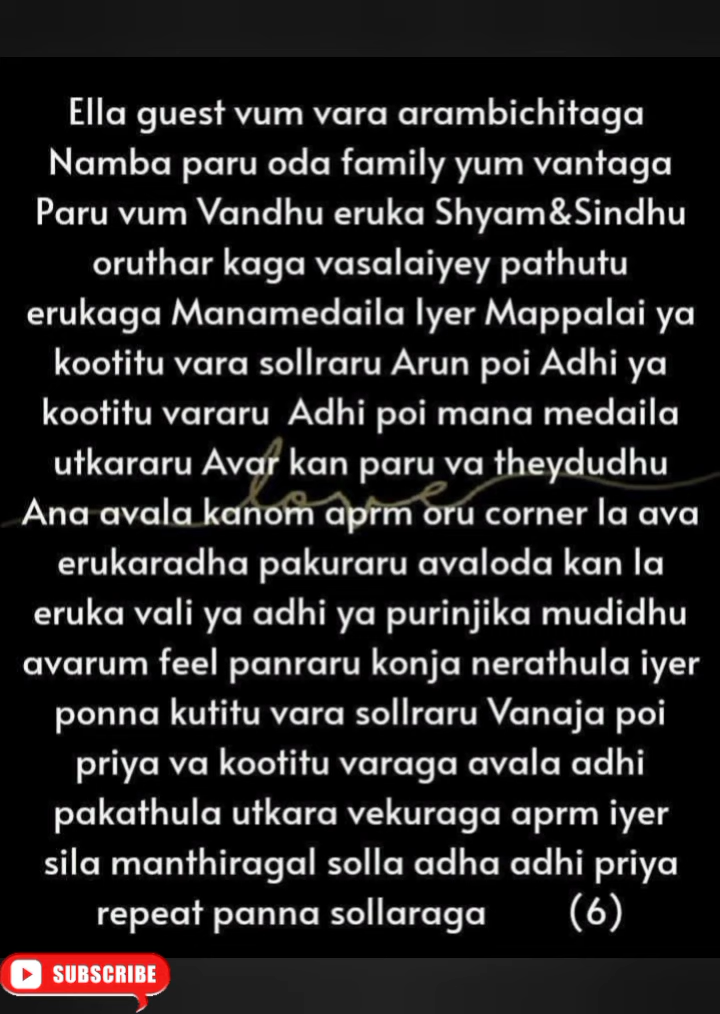 Ella guest vum vara arambichitaga
Namba paru oda family yum vantaga
Paru vum Vandhu eruka Shyam&Sindhu
oruthar kaga vasalaiyey pathutu
erukaga Manamedaila Iyer Mappalai ya
kootitu vara sollraru Arun poi Adhi ya
kootitu vararu Adhi poi mana medaila
utkararu Avar kan paru va theydudhu
Ana avala kanom aprm oru corner la ava
erukaradha pakuraru avaloda kan la
eruka vali ya adhi ya purinjika mudidhu
avarum feel panraru konja nerathula iyer
ponna kutitu vara sollraru Vanaja poi
priya va kootitu varaga avala adhi
pakathula utkara vekuraga aprm iyer
sila manthiragal solla adha adhi priya
repeat panna sollaraga (6)
love
SUBSCRIBE